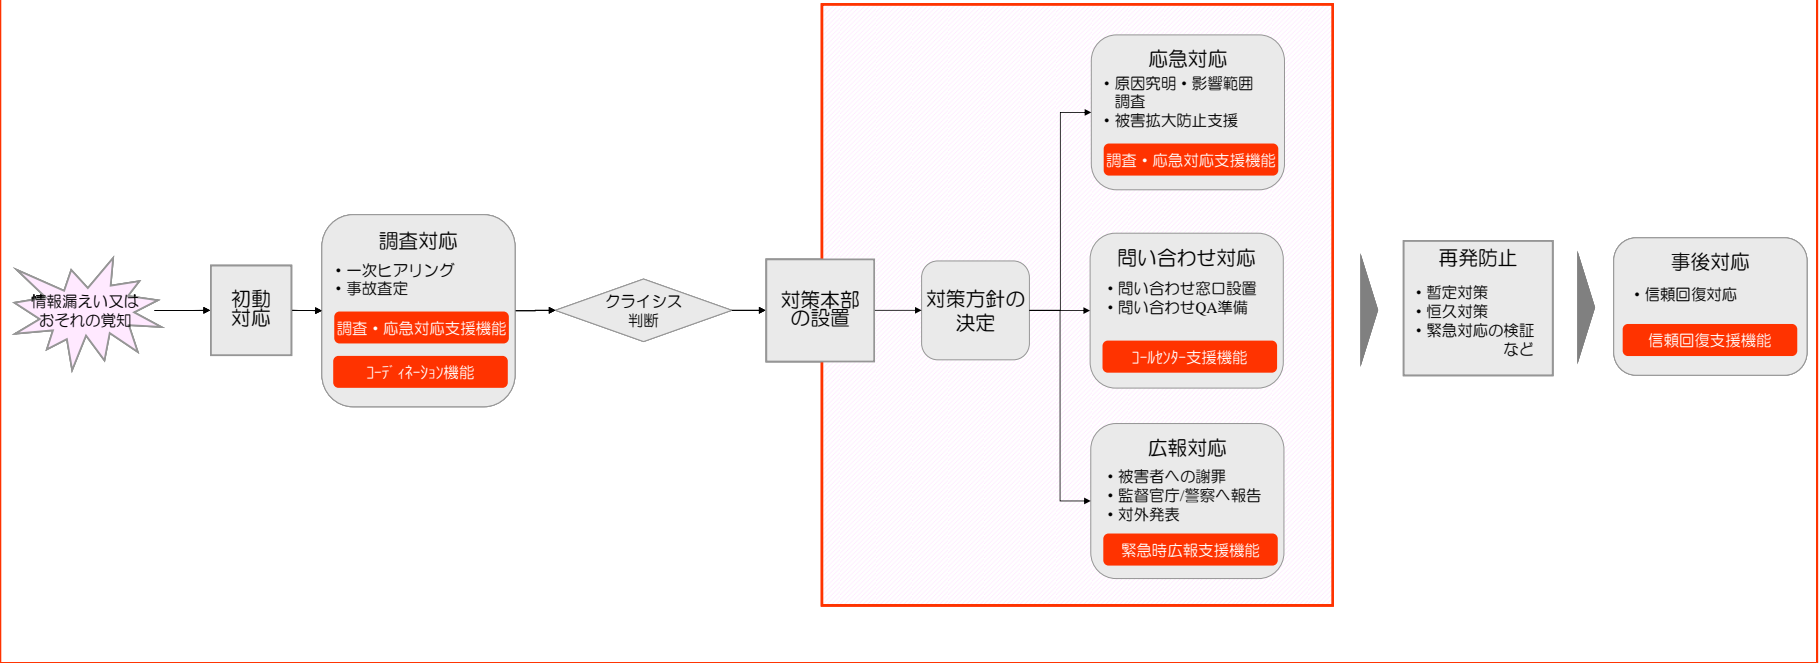 情報漏えい又は
おそれの覚知
初動
対応
調査対応
・一次ヒアリング
・事故査定
調査・応急対応支援機能
ｺｰﾃﾞｨﾈｰｼｮﾝ機能
クライシス
判断
対策本部
の設置
対策方針の
決定
応急対応
・原因究明・影響範囲
調査
・被害拡大防止支援
調査・応急対応支援機能
問い合わせ対応
・問い合わせ窓口設置
・問い合わせQA準備
ｺｰﾙｾﾝﾀｰ支援機能
広報対応
・被害者への謝罪
・監督官庁/警察へ報告
・対外発表
緊急時広報支援機能
再発防止
・暫定対策
・恒久対策
・緊急対応の検証
など
事後対応
・信頼回復対応
信頼回復支援機能